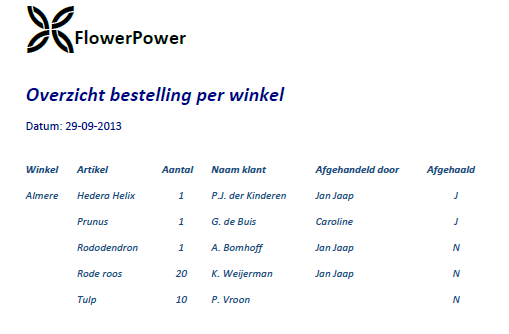 FlowerPower
Overzicht bestelling per winkel
Datum: 29-09-2013
Winkel Artikel Aantal Naam klant Afgehandeld door Afgehaald
Almere Hedera Helix 1 P.J. der Kinderen Jan Jaap J
Prunus 1 G. de Buis Caroline J
Rododendron 1 A. Bomhoff Jan Jaap N
Rode roos 20 K. Weijerman Jan Jaap N
Tulp 10 P. Vroon N